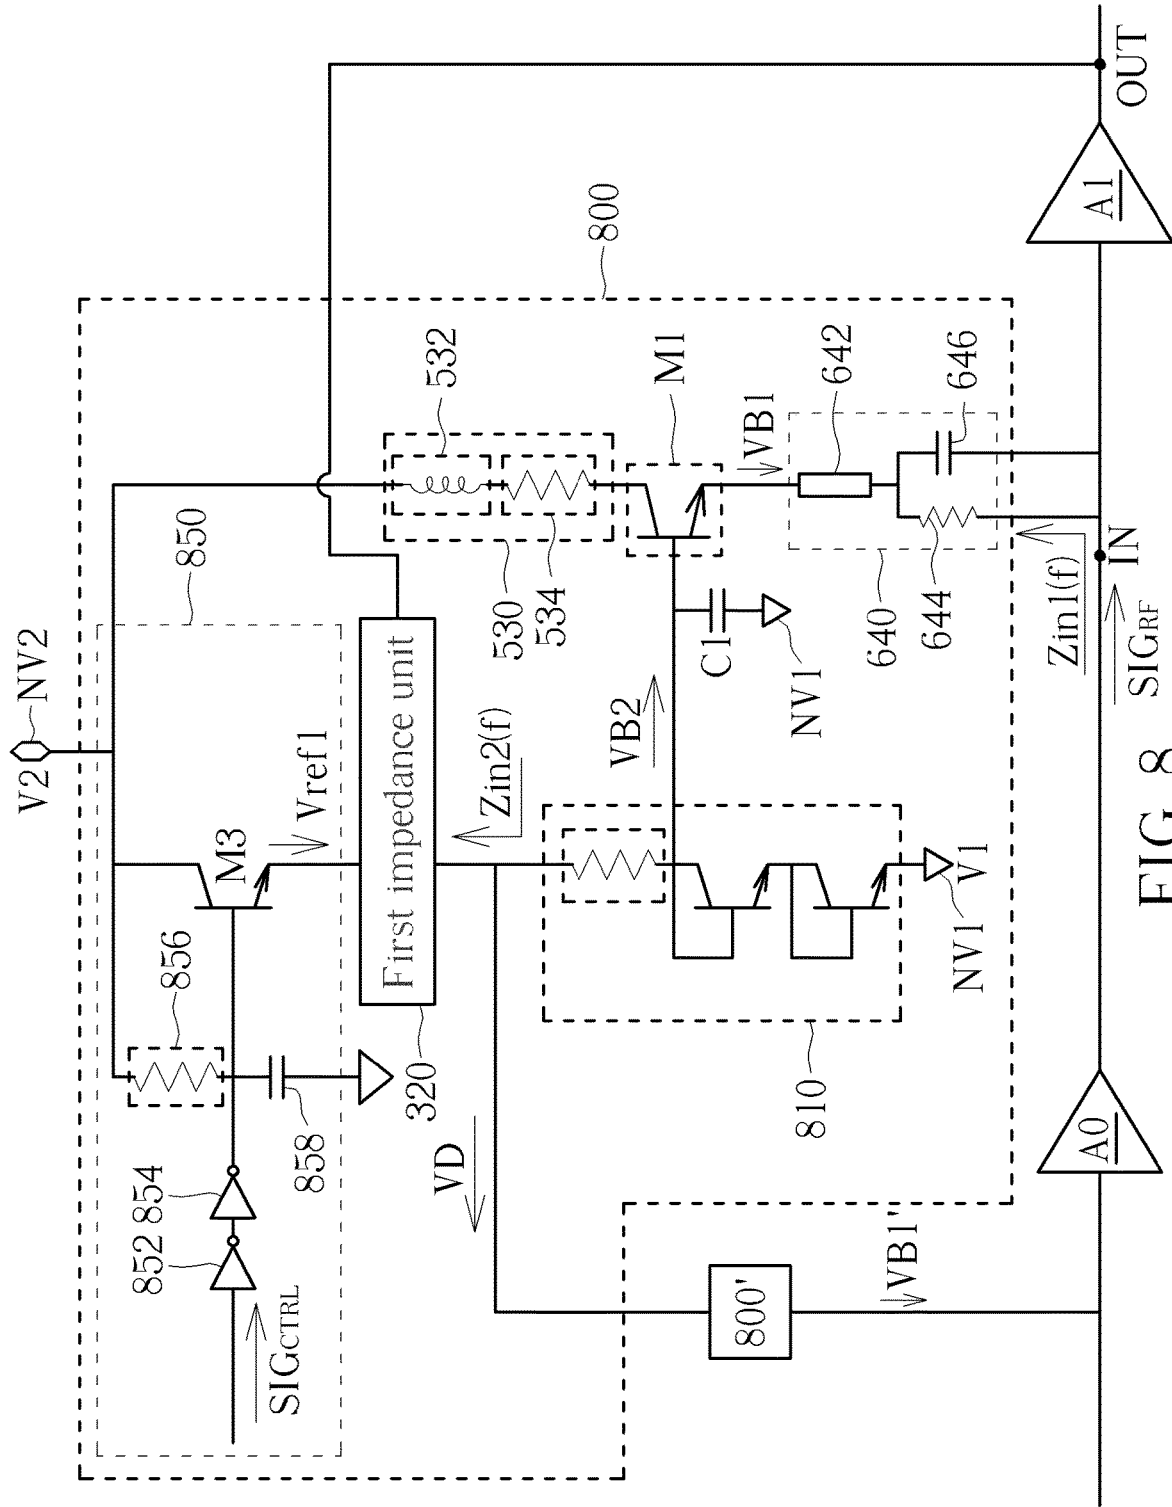 V2
NV2
850
800
852
854
856
858
SIGCTRL
M3
Vref1
First impedance unit
320
VD
Zin2(f)
VB2
810
NV1
V1
C1
NV1
530
532
534
M1
VB1
640
642
644
646
Zin1(f)
800'
VB1'
A0
SIGRF
IN
A1
OUT
FIG. 8